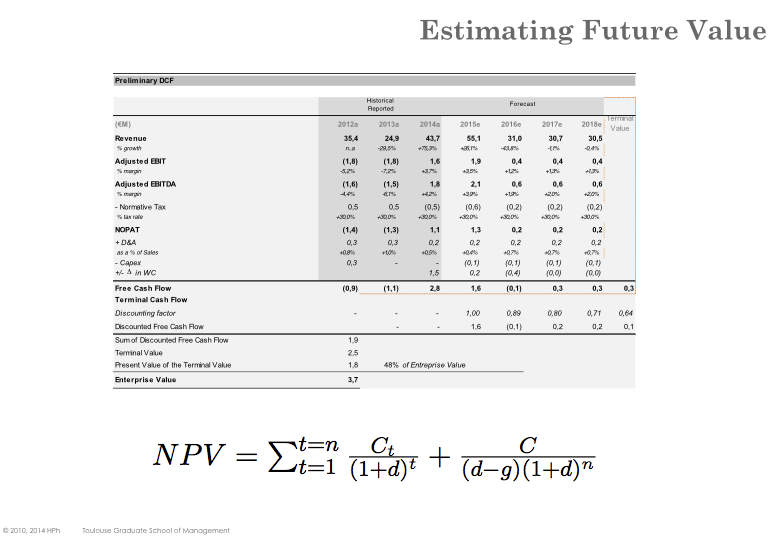 Estimating Future Value
Preliminary DCF
Historical Reported Forecast
(€M) 2012a 2013a 2014a 2015e 2016e 2017e 2018e Terminal Value
Revenue 35,4 24,9 43,7 55,1 31,0 30,7 30,5
% growth n,a -29,5% +75,3% +26,1% -43,8% -1,1% -0,4%
Adjusted EBIT (1,8) (1,8) 1,6 1,9 0,4 0,4 0,4
% margin -5,2% -7,2% +3,7% +3,5% +1,2% +1,3% +1,3%
Adjusted EBITDA (1,6) (1,5) 1,8 2,1 0,6 0,6 0,6
% margin -4,4% -6,1% +4,2% +3,9% +1,9% +2,0% +2,0%
- Normative Tax 0,5 0,5 (0,5) (0,6) (0,2) (0,2) (0,2)
% tax rate +30,0% +30,0% +30,0% +30,0% +30,0% +30,0% +30,0%
NOPAT (1,4) (1,3) 1,1 1,3 0,2 0,2 0,2
+ D&A 0,3 0,3 0,2 0,2 0,2 0,2 0,2
as a % of Sales +0,8% +1,0% +0,5% +0,4% +0,7% +0,7% +0,7%
- Capex 0,3 - - (0,1) (0,1) (0,1) (0,1)
+/- Δ in WC 1,5 0,2 (0,4) (0,0) (0,0)
Free Cash Flow (0,9) (1,1) 2,8 1,6 (0,1) 0,3 0,3 0,3
Terminal Cash Flow
Discounting factor - - - 1,00 0,89 0,80 0,71 0,64
Discounted Free Cash Flow - - 1,6 (0,1) 0,2 0,2 0,1
Sum of Discounted Free Cash Flow 1,9
Terminal Value 2,5
Present Value of the Terminal Value 1,8 48% of Entreprise Value
Enterprise Value 3,7
NPV = ∑_{t=1}^{t=n} C_t/(1+d)^t + C/((d−g)(1+d)^n)
© 2010, 2014 HPh Toulouse Graduate School of Management